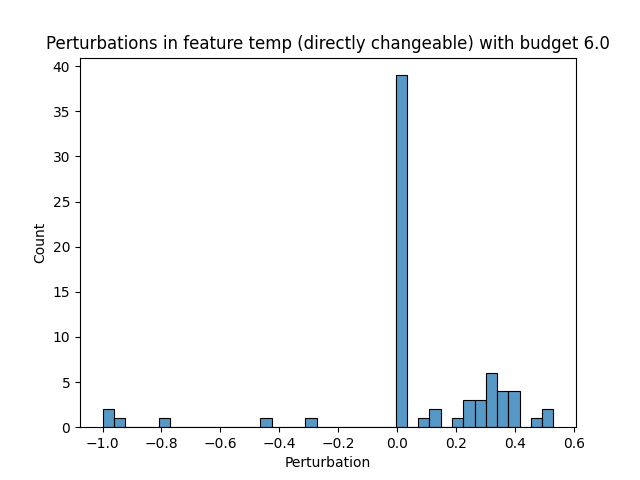 Perturbations in feature temp (directly changeable) with budget 6.0
40
35
30
25
20
15
10
5
0
Count
−1.0 −0.8 −0.6 −0.4 −0.2 0.0 0.2 0.4 0.6
Perturbation